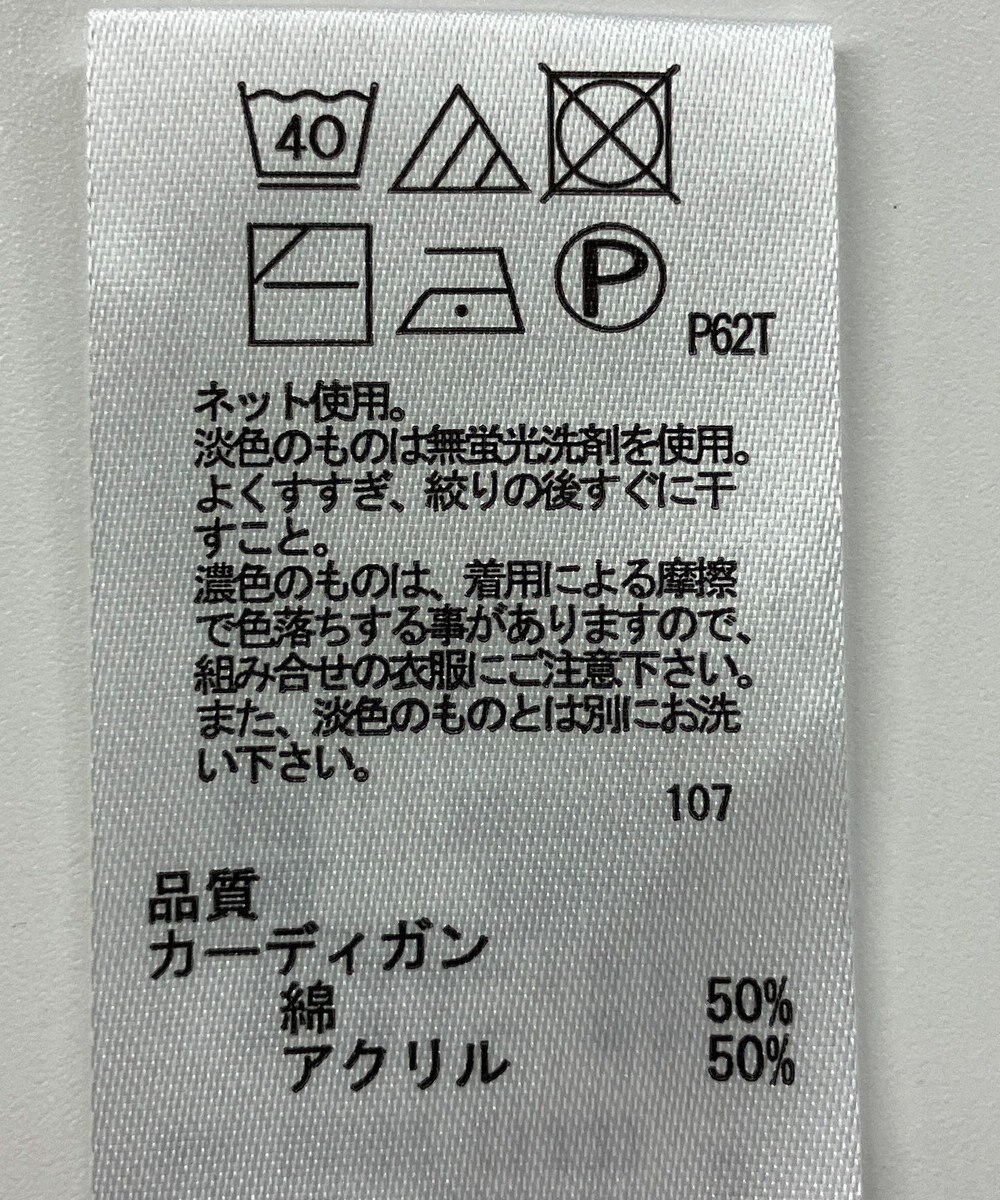 40
P
P62T
ネット使用。
淡色のものは無蛍光洗剤を使用。
よくすすぎ、絞りの後すぐに干
すこと。
濃色のものは、着用による摩擦
で色落ちする事がありますので、
組み合せの衣服にご注意下さい。
また、淡色のものとは別にお洗
い下さい。
107
品質
カーディガン
綿 50%
アクリル 50%